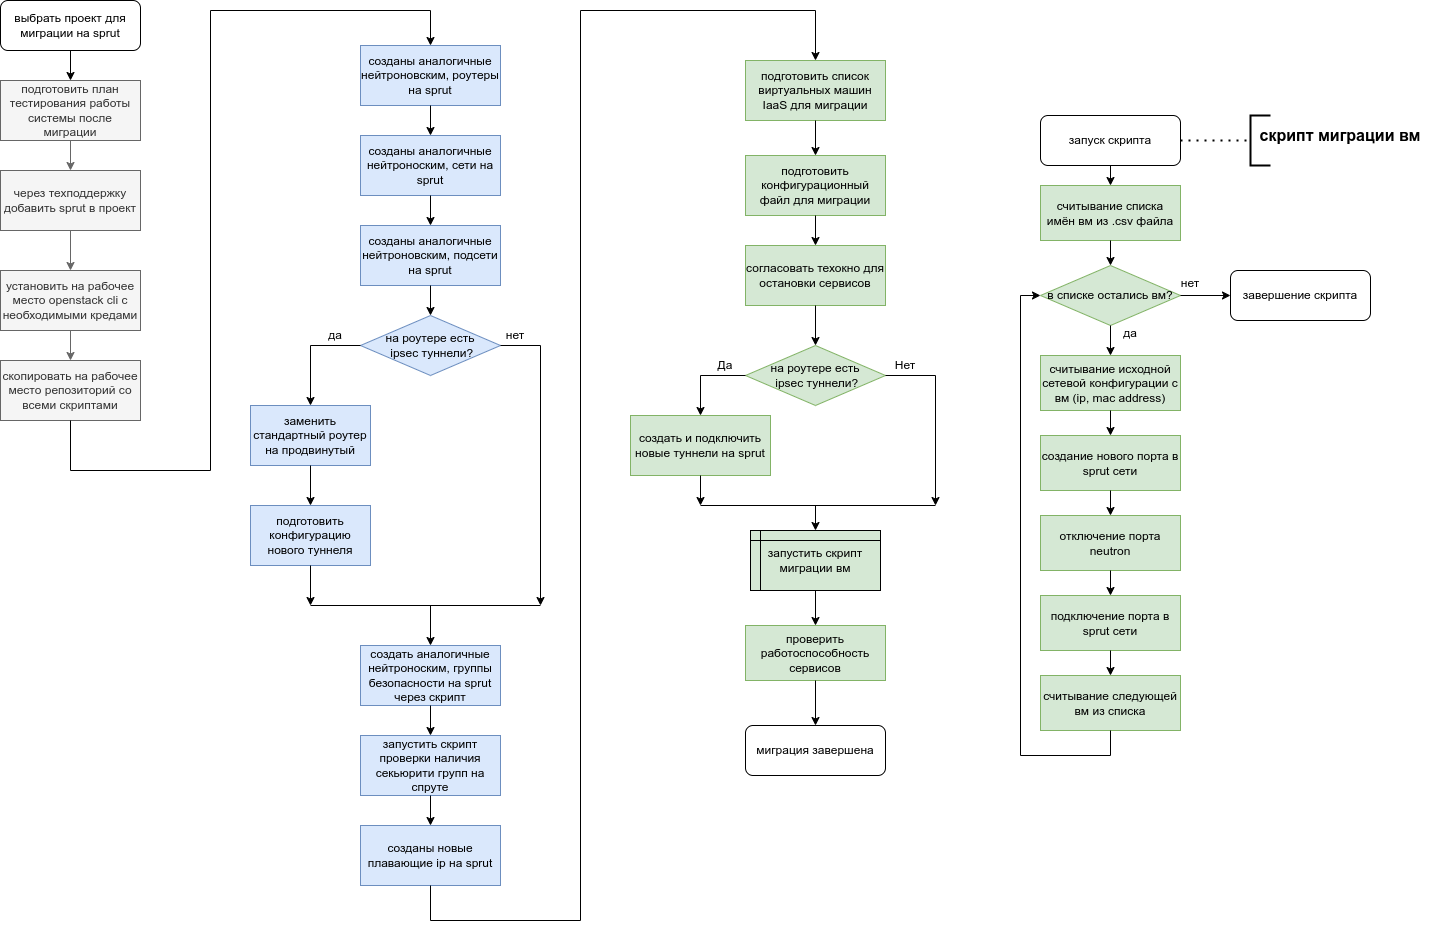 выбрать проект для
миграции на sprut
подготовить план
тестирования работы
системы после
миграции
через техподдержку
добавить sprut в проект
установить на рабочее
место openstack cli с
необходимыми кредами
скопировать на рабочее
место репозиторий со
всеми скриптами
созданы аналогичные
нейтроновским, роутеры
на sprut
созданы аналогичные
нейтроноским, сети на
sprut
созданы аналогичные
нейтроновским, подсети
на sprut
на роутере есть
ipsec туннели?
да
нет
заменить
стандартный роутер
на продвинутый
подготовить
конфигурацию
нового туннеля
создать аналогичные
нейтроноским, группы
безопасности на sprut
через скрипт
запустить скрипт
проверки наличия
секьюрити групп на
спруте
созданы новые
плавающие ip на sprut
подготовить список
виртуальных машин
IaaS для миграции
подготовить
конфигурационный
файл для миграции
согласовать техокно для
остановки сервисов
на роутере есть
ipsec туннели?
Да
Нет
создать и подключить
новые туннели на sprut
запустить скрипт
миграции вм
проверить
работоспособность
сервисов
миграция завершена
запуск скрипта
скрипт миграции вм
считывание списка
имён вм из .csv файла
в списке остались вм?
нет
завершение скрипта
да
считывание исходной
сетевой конфигурации с
вм (ip, mac address)
создание нового порта в
sprut сети
отключение порта
neutron
подключение порта в
sprut сети
считывание следующей
вм из списка